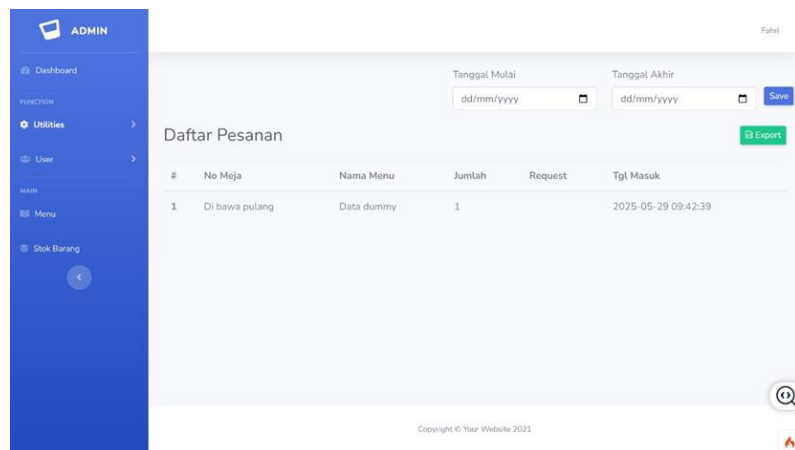 ADMIN
Fahri
Dashboard
FUNCTION
Utilities
User
MAIN
Menu
Stok Barang
Tanggal Mulai
Tanggal Akhir
dd/mm/yyyy
dd/mm/yyyy
Save
Daftar Pesanan
Export
# No Meja Nama Menu Jumlah Request Tgl Masuk
1 Di bawa pulang Data dummy 1 2025-05-29 09:42:39
Copyright © Your Website 2021